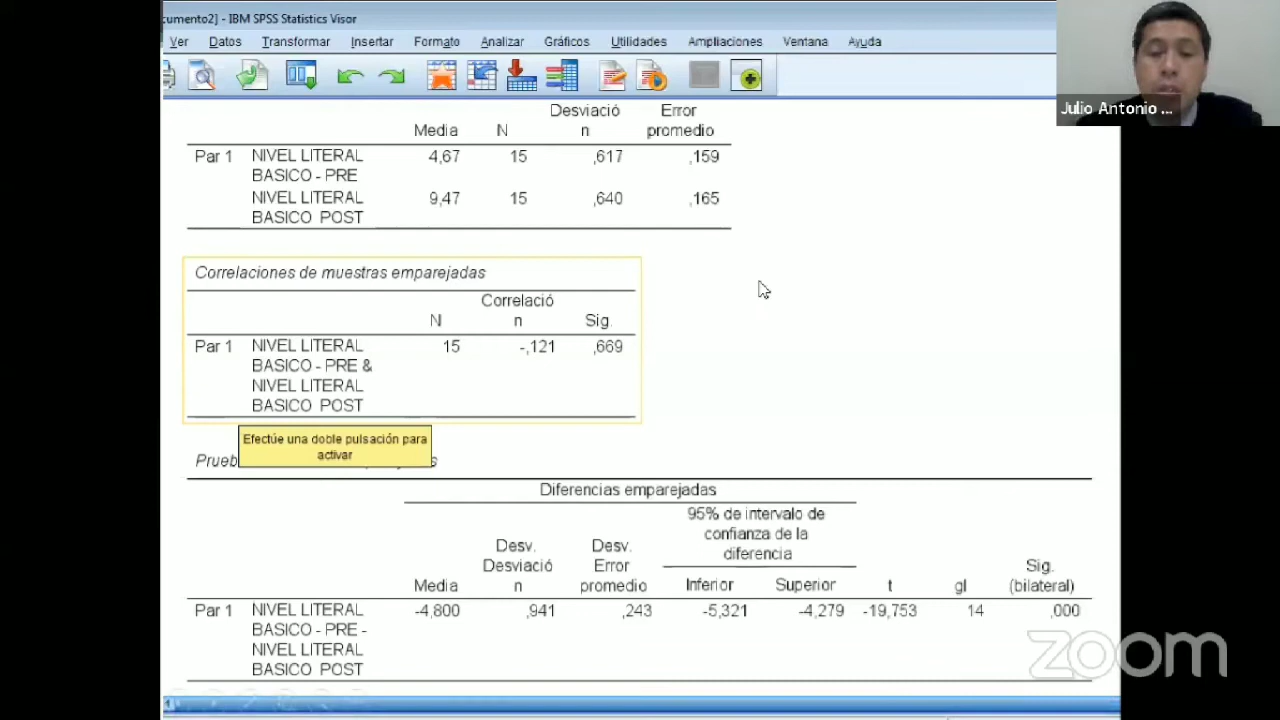 cumento2] - IBM SPSS Statistics Visor
Ver Datos Transformar Insertar Formato Analizar Gráficos Utilidades Ampliaciones Ventana Ayuda
Julio Antonio ...
Desviació Error
Media N n promedio
Par 1 NIVEL LITERAL 4,67 15 ,617 ,159
BASICO - PRE
NIVEL LITERAL 9,47 15 ,640 ,165
BASICO POST
Correlaciones de muestras emparejadas
Correlació
N n Sig.
Par 1 NIVEL LITERAL 15 -,121 ,669
BASICO - PRE &
NIVEL LITERAL
BASICO POST
Efectúe una doble pulsación para
activar
Prue
Diferencias emparejadas
95% de intervalo de
confianza de la
diferencia
Desv. Desv.
Desviació Error Sig.
Media n promedio Inferior Superior t gl (bilateral)
Par 1 NIVEL LITERAL -4,800 ,941 ,243 -5,321 -4,279 -19,753 14 ,000
BASICO - PRE -
NIVEL LITERAL
BASICO POST
zoom